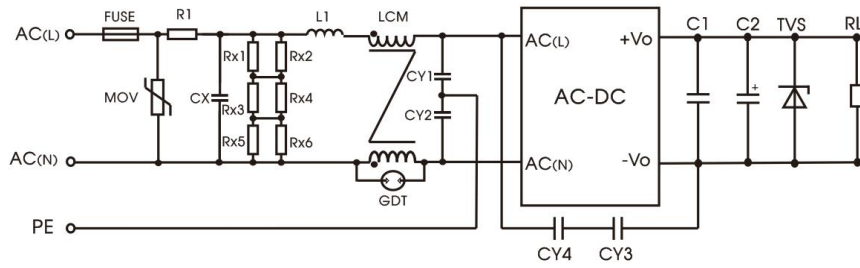 FUSE R1 L1 LCM C1 C2 TVS RL
AC(L) AC(L) +Vo
Rx1 Rx2
CY1
MOV CX Rx3 Rx4 AC-DC +
CY2
Rx5 Rx6
AC(N) AC(N) -Vo
GDT
PE
CY4 CY3